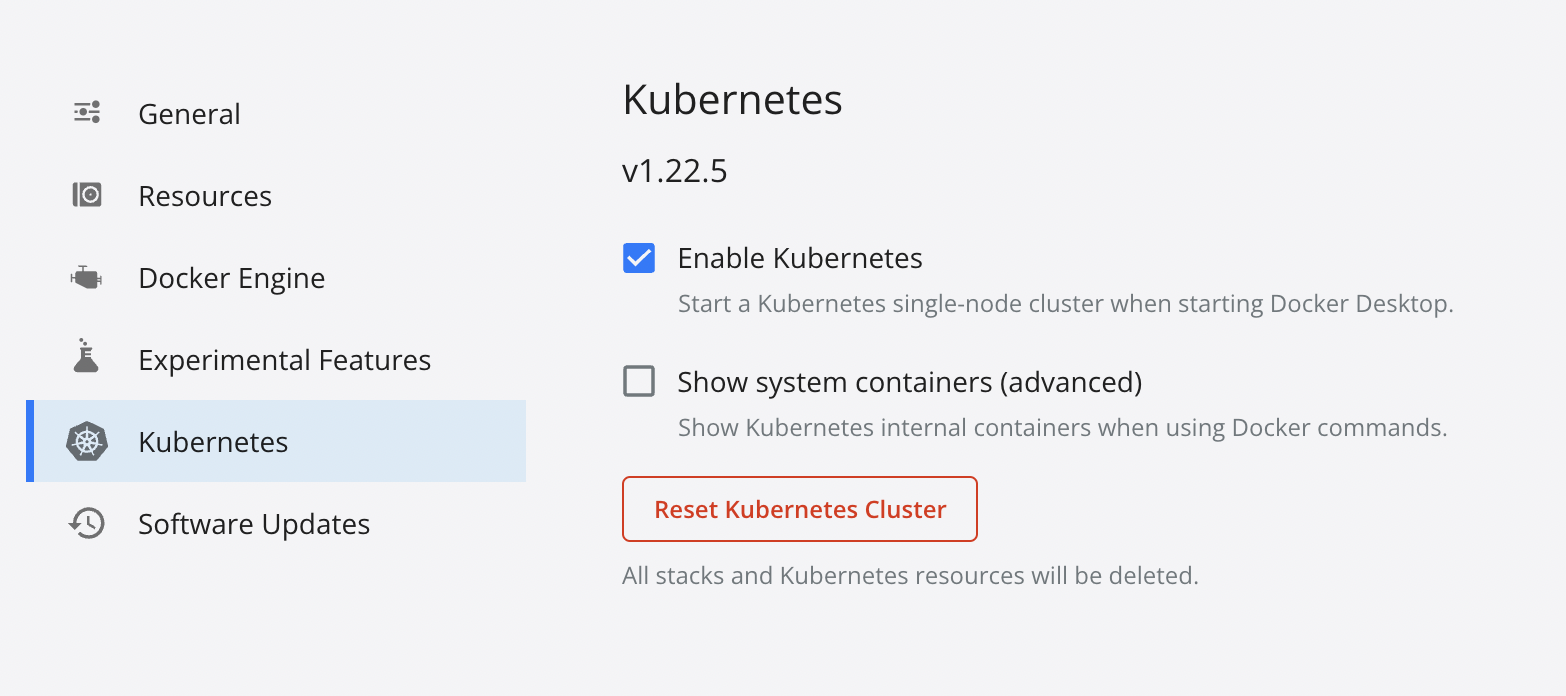 General
Resources
Docker Engine
Experimental Features
Kubernetes
Software Updates
Kubernetes
v1.22.5
Enable Kubernetes
Start a Kubernetes single-node cluster when starting Docker Desktop.
Show system containers (advanced)
Show Kubernetes internal containers when using Docker commands.
Reset Kubernetes Cluster
All stacks and Kubernetes resources will be deleted.